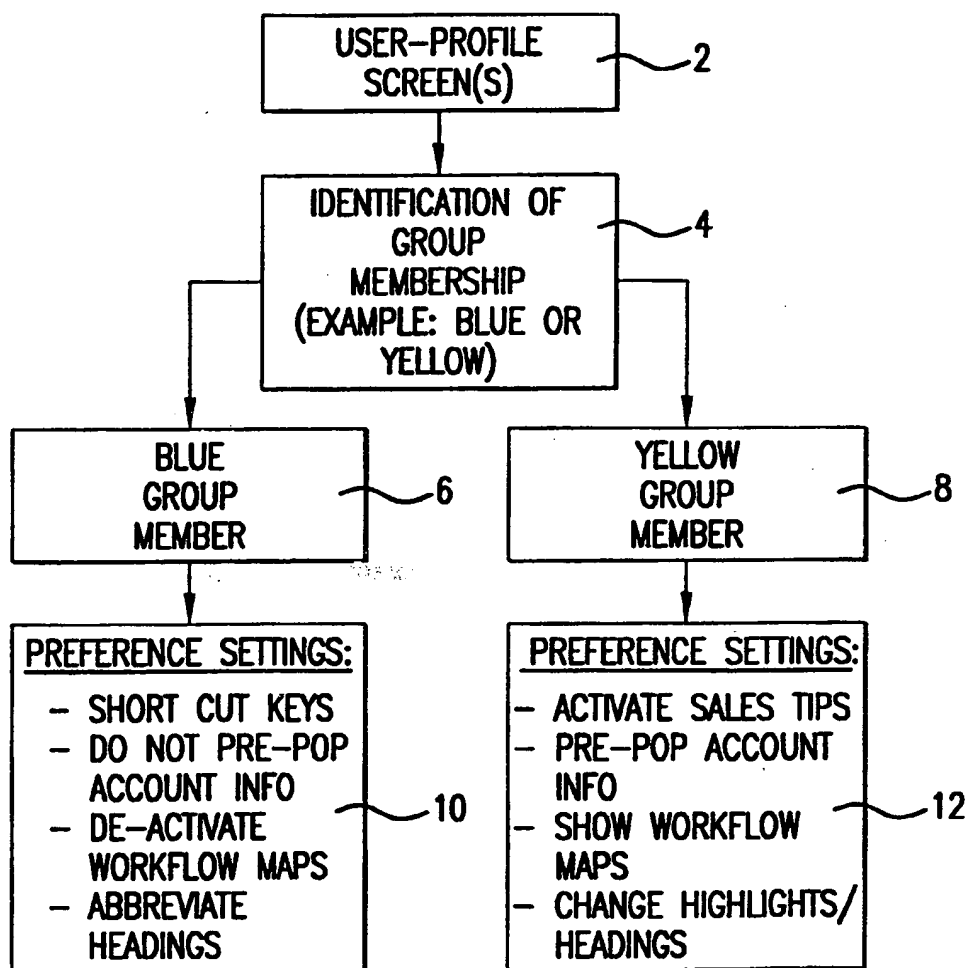 USER-PROFILE
SCREEN(S)
2
IDENTIFICATION OF
GROUP
MEMBERSHIP
(EXAMPLE: BLUE OR
YELLOW)
4
BLUE
GROUP
MEMBER
6
YELLOW
GROUP
MEMBER
8
PREFERENCE SETTINGS:
- SHORT CUT KEYS
- DO NOT PRE-POP
ACCOUNT INFO
- DE-ACTIVATE
WORKFLOW MAPS
- ABBREVIATE
HEADINGS
10
PREFERENCE SETTINGS:
- ACTIVATE SALES TIPS
- PRE-POP ACCOUNT
INFO
- SHOW WORKFLOW
MAPS
- CHANGE HIGHLIGHTS/
HEADINGS
12